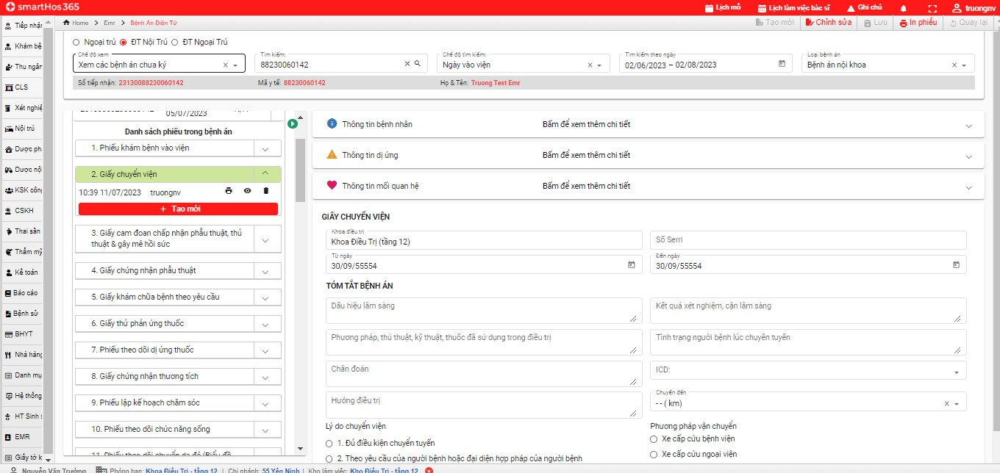 smartHos 365
Lịch mổ
Lịch làm việc bác sĩ
Ghi chú
truongnv
Tiếp nhận
Home > Emr > Bệnh Án Điện Tử
Tạo mới
Chỉnh sửa
Lưu
In phiếu
Quay lại
Khám bệ
Thu ngân
CLS
Xét nghiệ
Nội trú
Dược ph
Dược nội
KSK công
CSKH
Thai sản
Thẩm mỹ
Kế toán
Báo cáo
Bệnh sử
BHYT
Nhà hàng
Danh mụ
Hệ thống
HT Sinh s
EMR
Giấy tờ k
Ngoại trú ĐT Nội Trú ĐT Ngoại Trú
Chế độ xem
Xem các bệnh án chưa ký
Tìm kiếm:
88230060142
Chế độ tìm kiếm:
Ngày vào viện
Tìm kiếm theo ngày
02/06/2023 – 02/08/2023
Loại bệnh án
Bệnh án nội khoa
Số tiếp nhận: 23130088230060142
Mã y tế: 88230060142
Họ & Tên: Truong Test Emr
05/07/2023
Danh sách phiếu trong bệnh án
1. Phiếu khám bệnh vào viện
2. Giấy chuyển viện
10:39 11/07/2023 truongnv
+ Tạo mới
3. Giấy cam đoan chấp nhận phẫu thuật, thủ
thuật & gây mê hồi sức
4. Giấy chứng nhận phẫu thuật
5. Giấy khám chữa bệnh theo yêu cầu
6. Giấy thử phản ứng thuốc
7. Phiếu theo dõi dị ứng thuốc
8. Giấy chứng nhận thương tích
9. Phiếu lập kế hoạch chăm sóc
10. Phiếu theo dõi chức năng sống
11. Phiếu theo dõi chuyển dạ đẻ (Biểu đồ
Thông tin bệnh nhân
Bấm để xem thêm chi tiết
Thông tin dị ứng
Bấm để xem thêm chi tiết
Thông tin mối quan hệ
Bấm để xem thêm chi tiết
GIẤY CHUYỂN VIỆN
Khoa điều trị
Khoa Điều Trị (tầng 12)
Số Serri
Từ ngày
30/09/55554
Đến ngày
30/09/55554
TÓM TẮT BỆNH ÁN
Dấu hiệu lâm sàng
Kết quả xét nghiệm, cận lâm sàng
Phương pháp, thủ thuật, kỹ thuật, thuốc đã sử dụng trong điều trị
Tình trạng người bệnh lúc chuyên tuyến
Chẩn đoán
ICD:
Hướng điều trị
Chuyển đến
- - ( km)
Lý do chuyển viện
1. Đủ điều kiện chuyển tuyến
2. Theo yêu cầu của người bệnh hoặc đại diện hợp pháp của người bệnh
Phương pháp vận chuyển
Xe cấp cứu bệnh viện
Xe cấp cứu ngoại viện
Nguyễn Văn Trưởng Phòng ban: Khoa Điều Trị - tầng 12 | Chi nhánh: 55 Yên Ninh | Kho làm việc: Kho Điều Trị - tầng 12